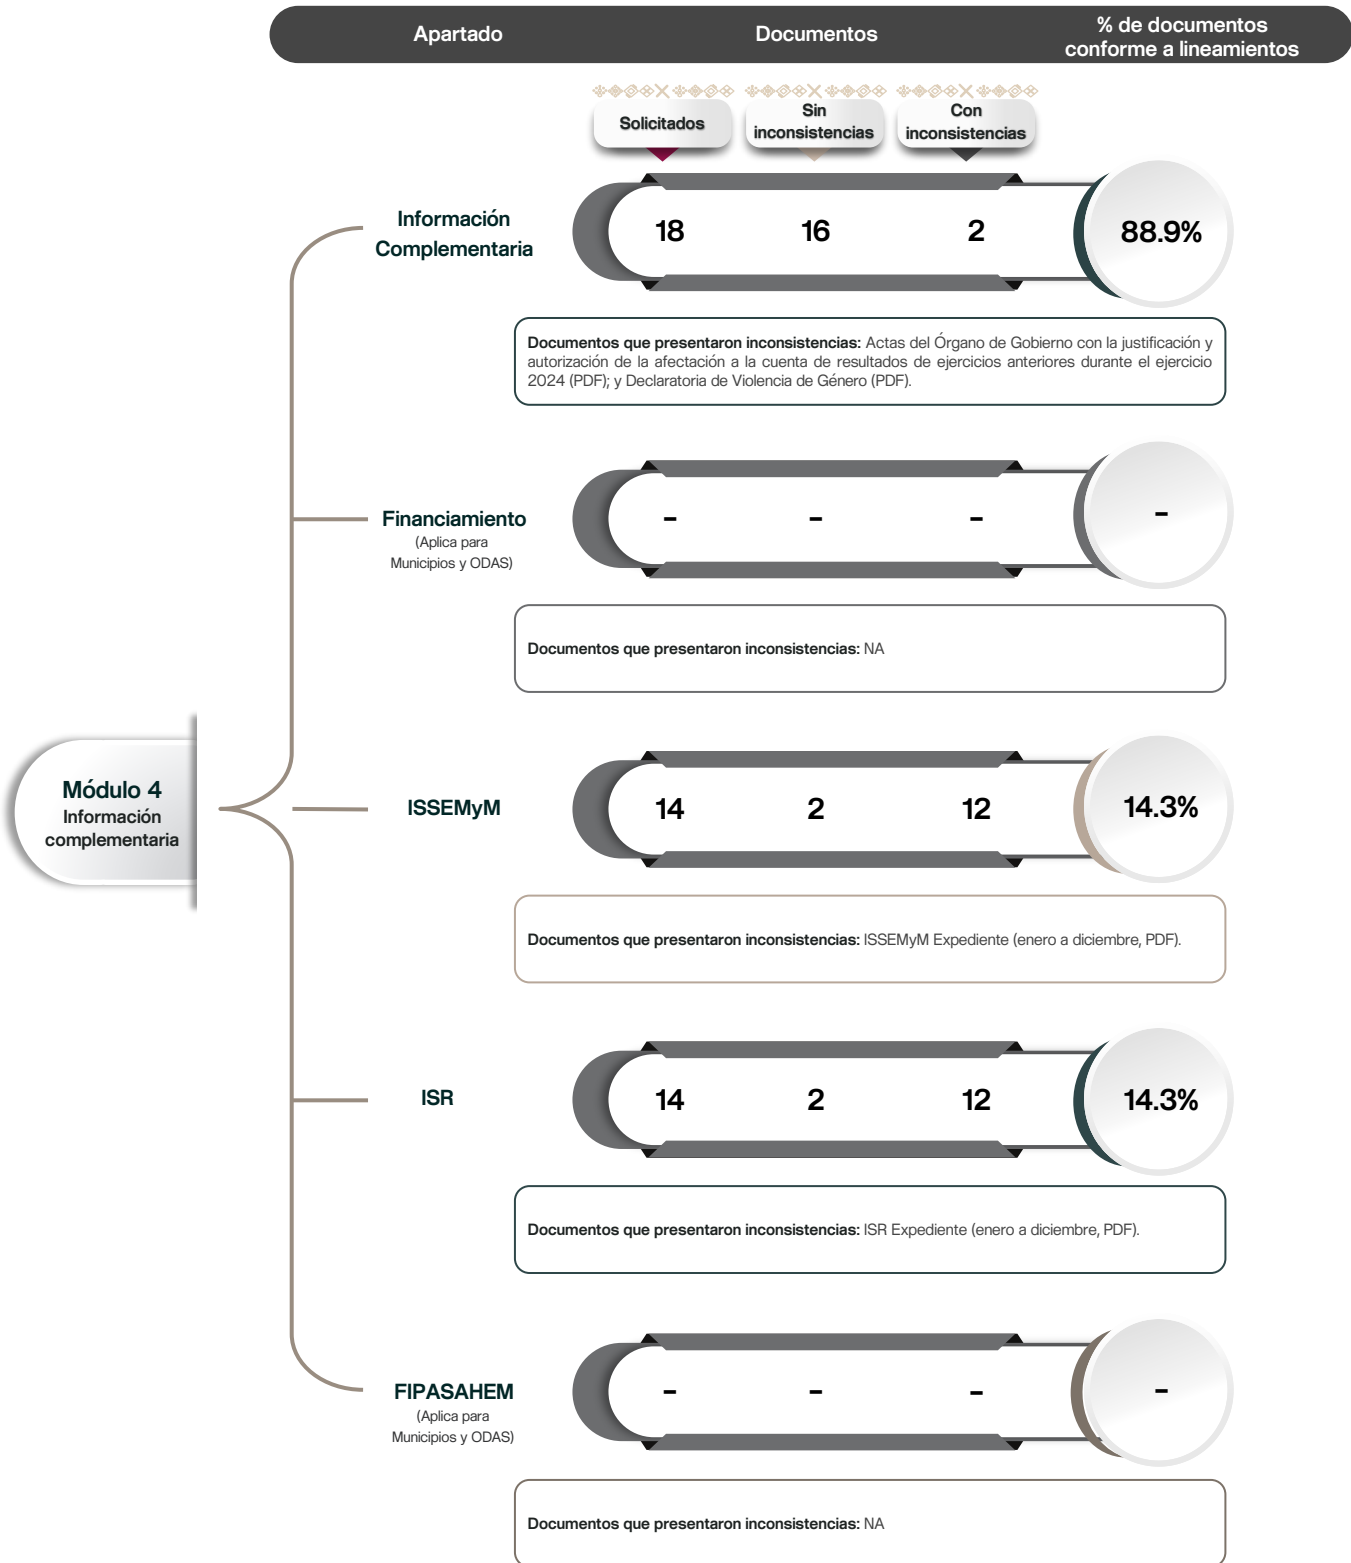 Apartado
Documentos
% de documentos
conforme a lineamientos
Solicitados
Sin
inconsistencias
Con
inconsistencias
Información
Complementaria
18
16
2
88.9%
Documentos que presentaron inconsistencias: Actas del Órgano de Gobierno con la justificación y
autorización de la afectación a la cuenta de resultados de ejercicios anteriores durante el ejercicio
2024 (PDF); y Declaratoria de Violencia de Género (PDF).
Financiamiento
(Aplica para
Municipios y ODAS)
-
-
-
-
Documentos que presentaron inconsistencias: NA
Módulo 4
Información
complementaria
ISSEMyM
14
2
12
14.3%
Documentos que presentaron inconsistencias: ISSEMyM Expediente (enero a diciembre, PDF).
ISR
14
2
12
14.3%
Documentos que presentaron inconsistencias: ISR Expediente (enero a diciembre, PDF).
FIPASAHEM
(Aplica para
Municipios y ODAS)
-
-
-
-
Documentos que presentaron inconsistencias: NA